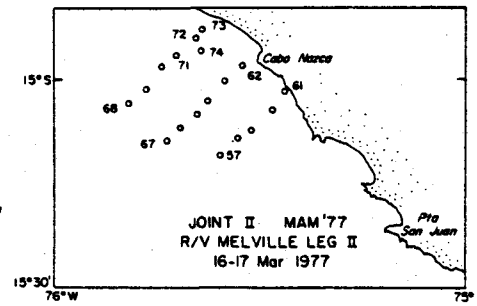 73
72
74
Cabo Nazca
15°S
71
62
61
68
67
57
JOINT II MAM '77
R/V MELVILLE LEG II
16-17 Mar 1977
Pta
San Juan
15°30'
76°W
75°